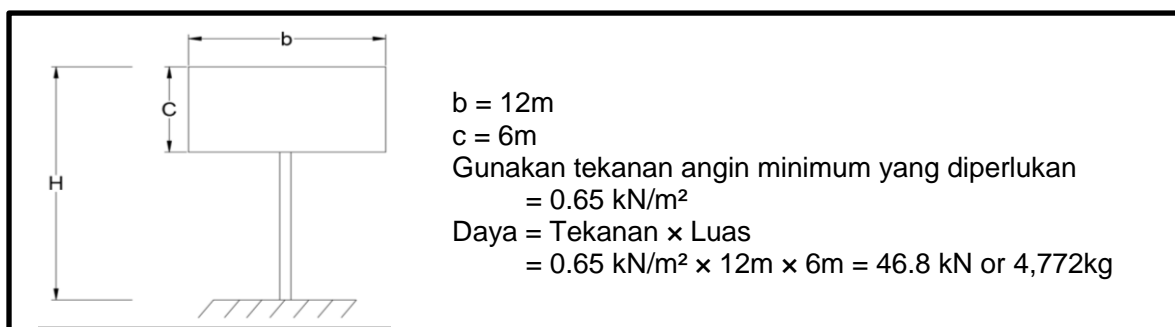 b
C
H
b = 12m
c = 6m
Gunakan tekanan angin minimum yang diperlukan
= 0.65 kN/m²
Daya = Tekanan × Luas
= 0.65 kN/m² × 12m × 6m = 46.8 kN or 4,772kg